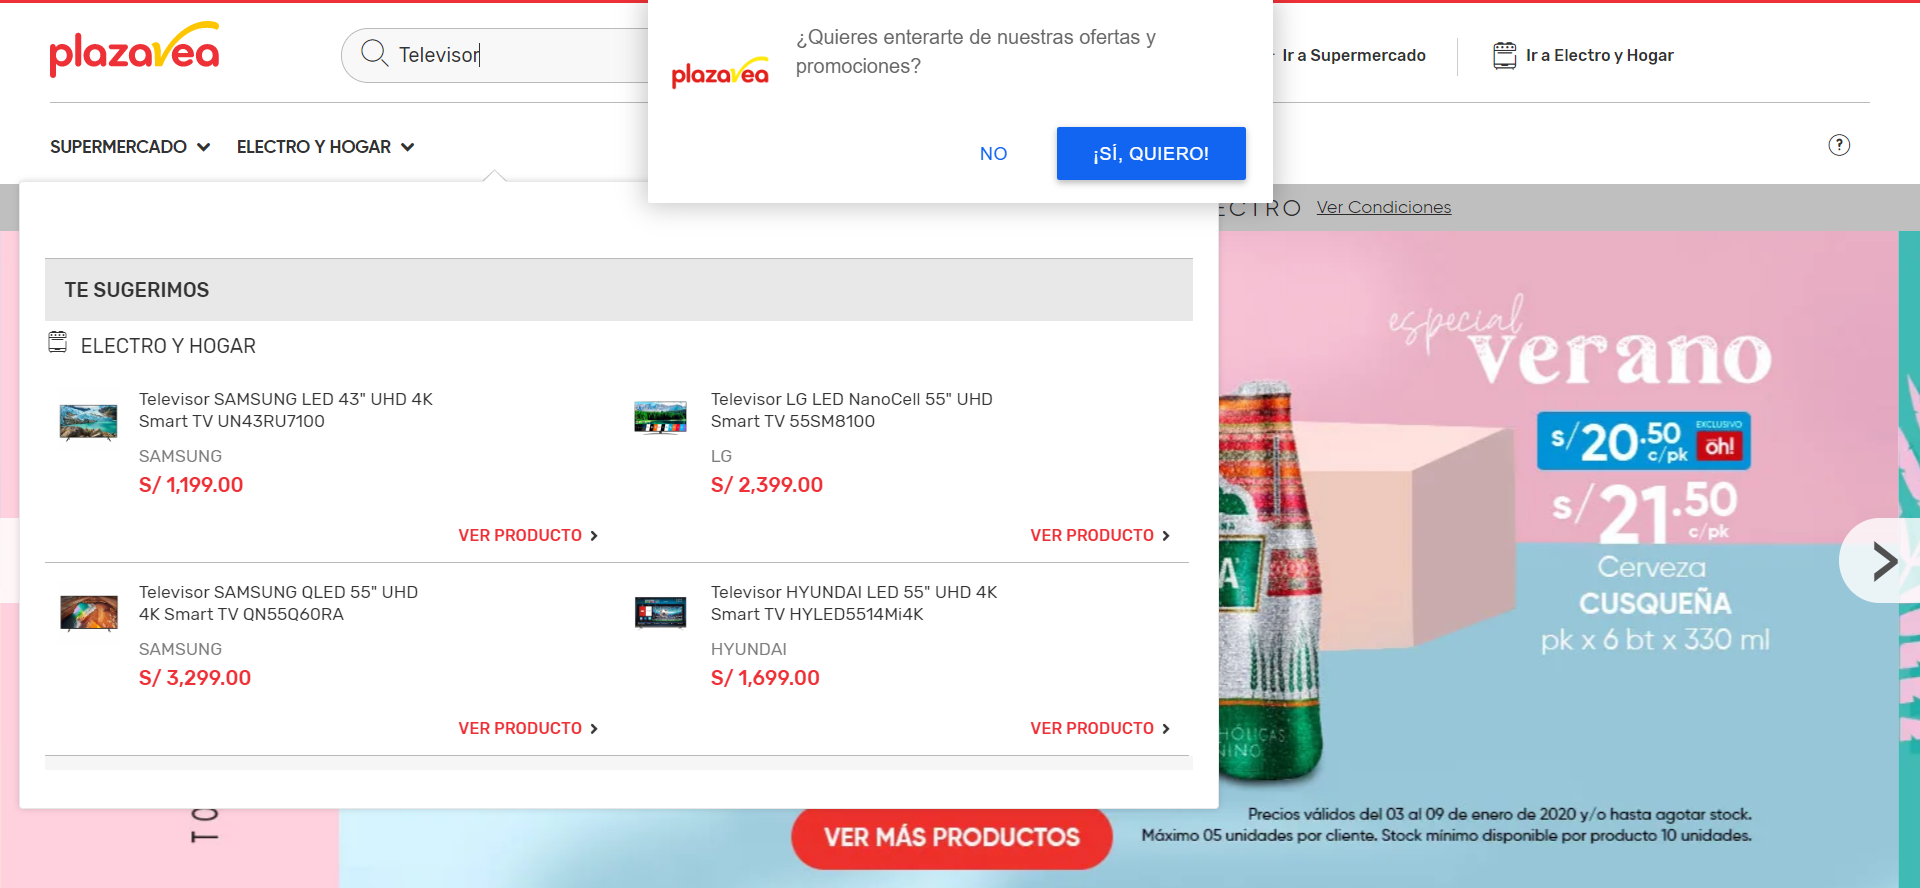 plazavea
Televisor
plazavea
¿Quieres enterarte de nuestras ofertas y
promociones?
NO
¡SÍ, QUIERO!
Ir a Supermercado
Ir a Electro y Hogar
SUPERMERCADO
ELECTRO Y HOGAR
?
ECTRO
Ver Condiciones
TE SUGERIMOS
ELECTRO Y HOGAR
Televisor SAMSUNG LED 43" UHD 4K
Smart TV UN43RU7100
SAMSUNG
S/ 1,199.00
VER PRODUCTO
Televisor LG LED NanoCell 55" UHD
Smart TV 55SM8100
LG
S/ 2,399.00
VER PRODUCTO
Televisor SAMSUNG QLED 55" UHD
4K Smart TV QN55Q60RA
SAMSUNG
S/ 3,299.00
VER PRODUCTO
Televisor HYUNDAI LED 55" UHD 4K
Smart TV HYLED5514Mi4K
HYUNDAI
S/ 1,699.00
VER PRODUCTO
especial
verano
s/20.50
c/pk
EXCLUSIVO
öh!
s/21.50
c/pk
Cerveza
CUSQUEÑA
pk x 6 bt x 330 ml
TO
VER MÁS PRODUCTOS
Precios válidos del 03 al 09 de enero de 2020 y/o hasta agotar stock.
Máximo 05 unidades por cliente. Stock mínimo disponible por producto 10 unidades.